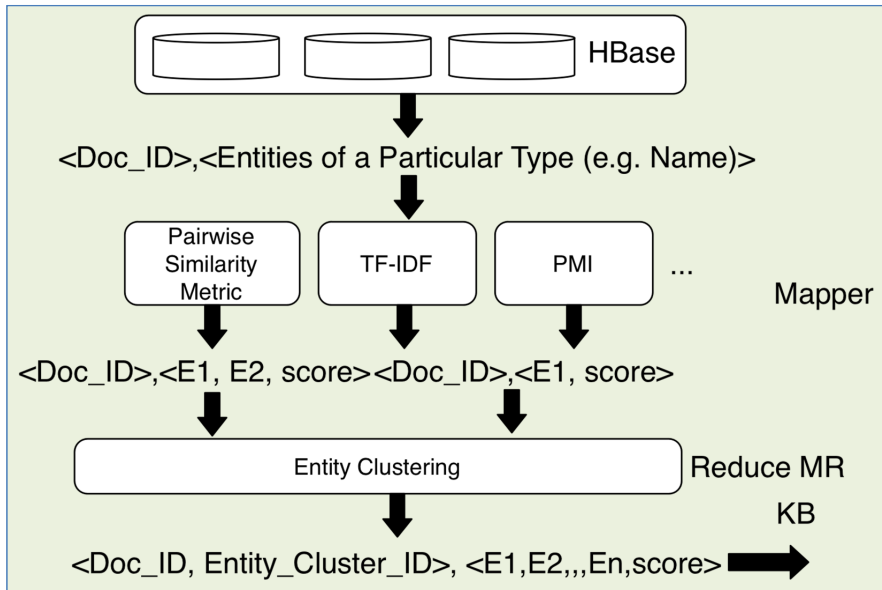 HBase
<Doc_ID>,<Entities of a Particular Type (e.g. Name)>
Pairwise
Similarity
Metric
TF-IDF
PMI
...
Mapper
<Doc_ID>,<E1, E2, score><Doc_ID>,<E1, score>
Entity Clustering
Reduce MR
KB
<Doc_ID, Entity_Cluster_ID>, <E1,E2,,,En,score>